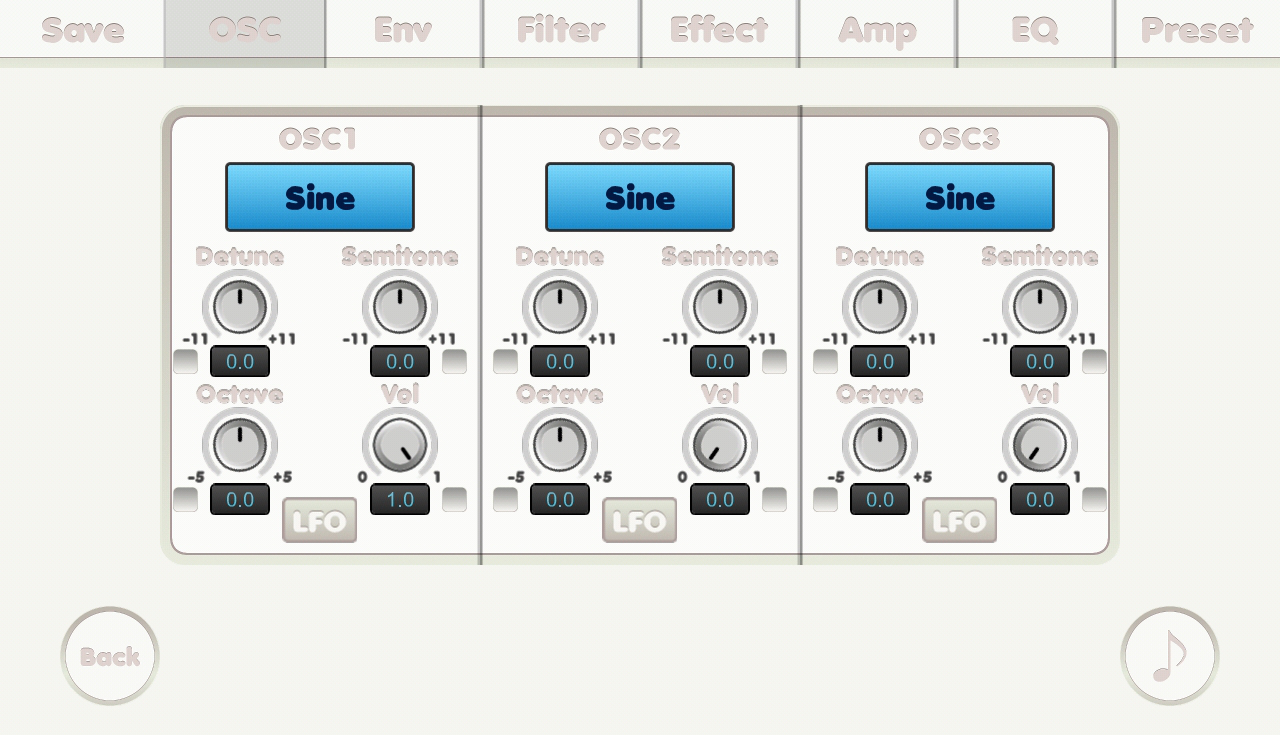 Save OSC Env Filter Effect Amp EQ Preset
OSC1 OSC2 OSC3
Sine Sine Sine
Detune Semitone Detune Semitone Detune Semitone
-11 +11 -11 +11 -11 +11 -11 +11 -11 +11 -11 +11
0.0 0.0 0.0 0.0 0.0 0.0
Octave Vol Octave Vol Octave Vol
-5 +5 0 1 -5 +5 0 1 -5 +5 0 1
0.0 1.0 0.0 0.0 0.0 0.0
LFO LFO LFO
Back